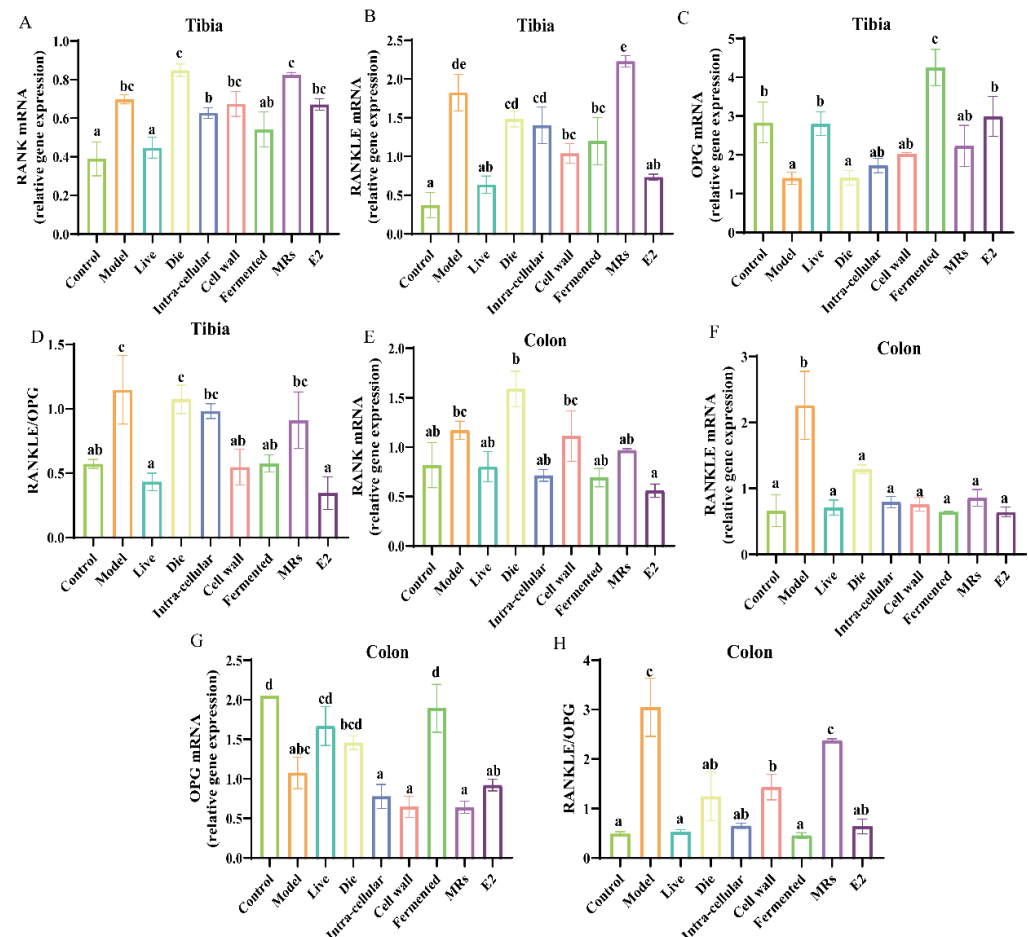 A
Tibia
RANK mRNA
(relative gene expression)
1.0
0.8
0.6
0.4
0.2
0.0
a
bc
a
c
b
bc
ab
c
bc
Control
Model
Live
Die
Intra-cellular
Cell wall
Fermented
MRs
E2
B
Tibia
RANKLE mRNA
(relative gene expression)
2.5
2.0
1.5
1.0
0.5
0.0
a
de
ab
cd
cd
bc
bc
e
ab
Control
Model
Live
Die
Intra-cellular
Cell wall
Fermented
MRs
E2
C
Tibia
OPG mRNA
(relative gene expression)
5
4
3
2
1
0
b
a
b
a
ab
ab
c
ab
b
Control
Model
Live
Die
Intra-cellular
Cell wall
Fermented
MRs
E2
D
Tibia
RANKLE/OPG
1.5
1.0
0.5
0.0
ab
c
a
c
bc
ab
ab
bc
a
Control
Model
Live
Die
Intra-cellular
Cell wall
Fermented
MRs
E2
E
Colon
RANK mRNA
(relative gene expression)
2.0
1.5
1.0
0.5
0.0
ab
bc
ab
b
ab
bc
ab
ab
a
Control
Model
Live
Die
Intra-cellular
Cell wall
Fermented
MRs
E2
F
Colon
RANKLE mRNA
(relative gene expression)
3
2
1
0
a
b
a
a
a
a
a
a
a
Control
Model
Live
Die
Intra-cellular
Cell wall
Fermented
MRs
E2
G
Colon
OPG mRNA
(relative gene expression)
2.5
2.0
1.5
1.0
0.5
0.0
d
abc
cd
bcd
a
a
d
a
ab
Control
Model
Live
Die
Intra-cellular
Cell wall
Fermented
MRs
E2
H
Colon
RANKLE/OPG
4
3
2
1
0
a
c
a
ab
ab
b
a
c
ab
Control
Model
Live
Die
Intra-cellular
Cell wall
Fermented
MRs
E2